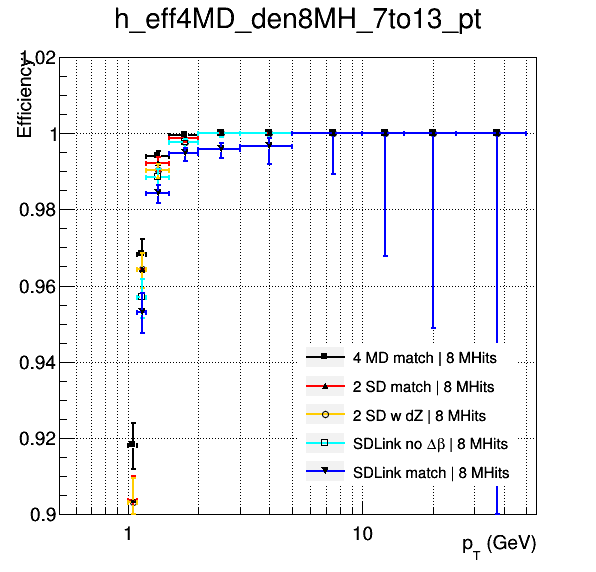 h_eff4MD_den8MH_7to13_pt
Efficiency
1.02
1
0.98
0.96
0.94
0.92
0.9
4 MD match | 8 MHits
2 SD match | 8 MHits
2 SD w dZ | 8 MHits
SDLink no Δβ | 8 MHits
SDLink match | 8 MHits
1
10
p_T (GeV)